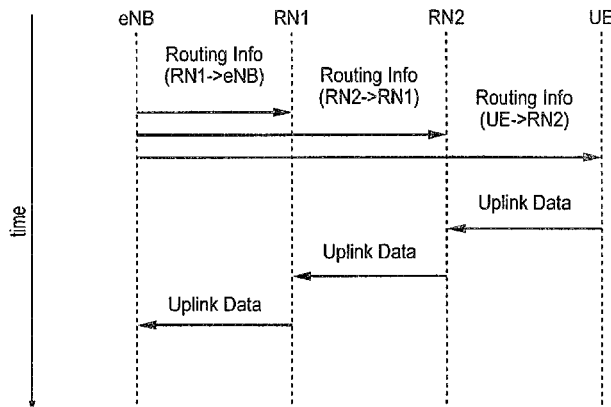 eNB RN1 RN2 UE
Routing Info
(RN1->eNB)
Routing Info
(RN2->RN1)
Routing Info
(UE->RN2)
time
Uplink Data
Uplink Data
Uplink Data